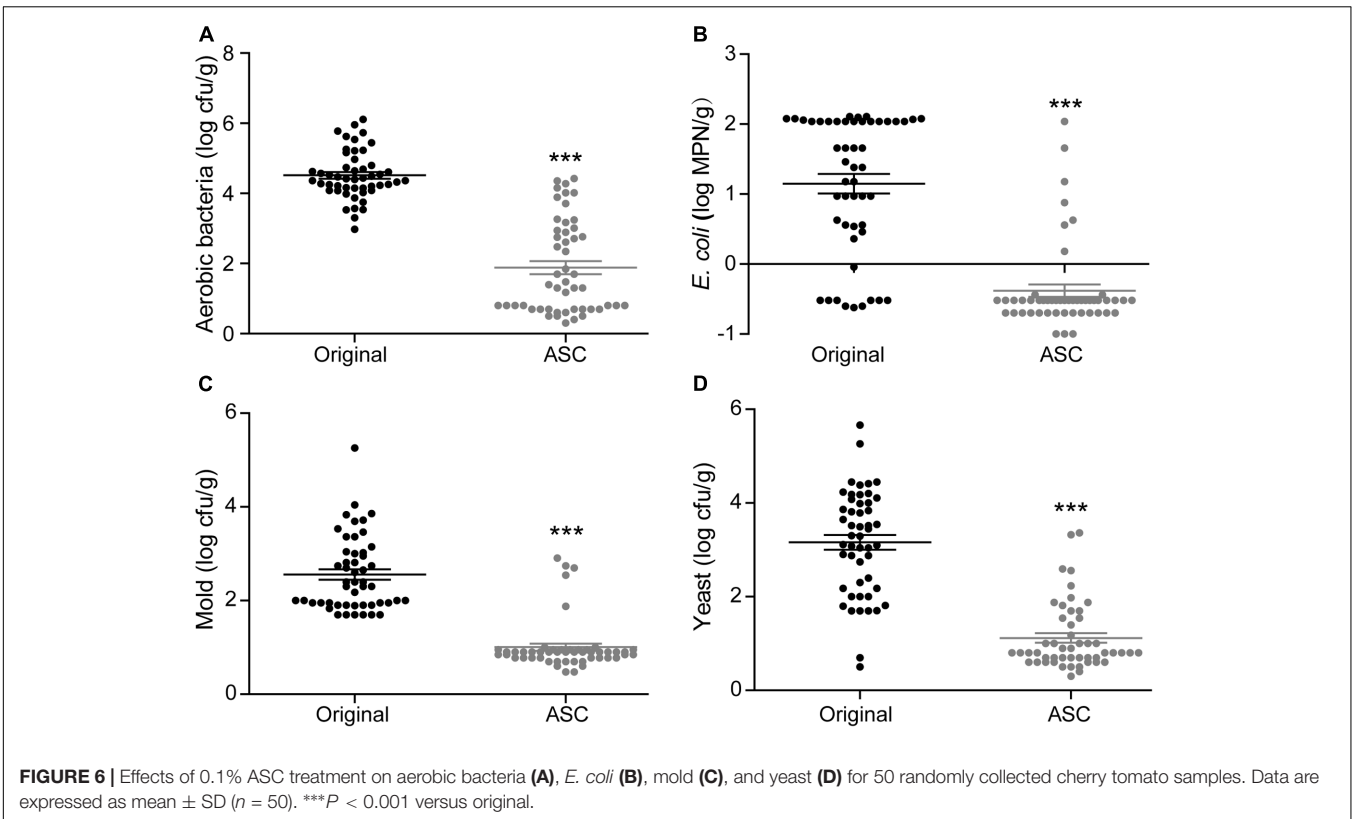 A
Aerobic bacteria (log cfu/g)
8
6
4
2
0
***
Original
ASC
B
E. coli (log MPN/g)
3
2
1
0
-1
***
Original
ASC
C
Mold (log cfu/g)
6
4
2
0
***
Original
ASC
D
Yeast (log cfu/g)
6
4
2
0
***
Original
ASC
FIGURE 6 | Effects of 0.1% ASC treatment on aerobic bacteria (A), E. coli (B), mold (C), and yeast (D) for 50 randomly collected cherry tomato samples. Data are
expressed as mean ± SD (n = 50). ***P < 0.001 versus original.